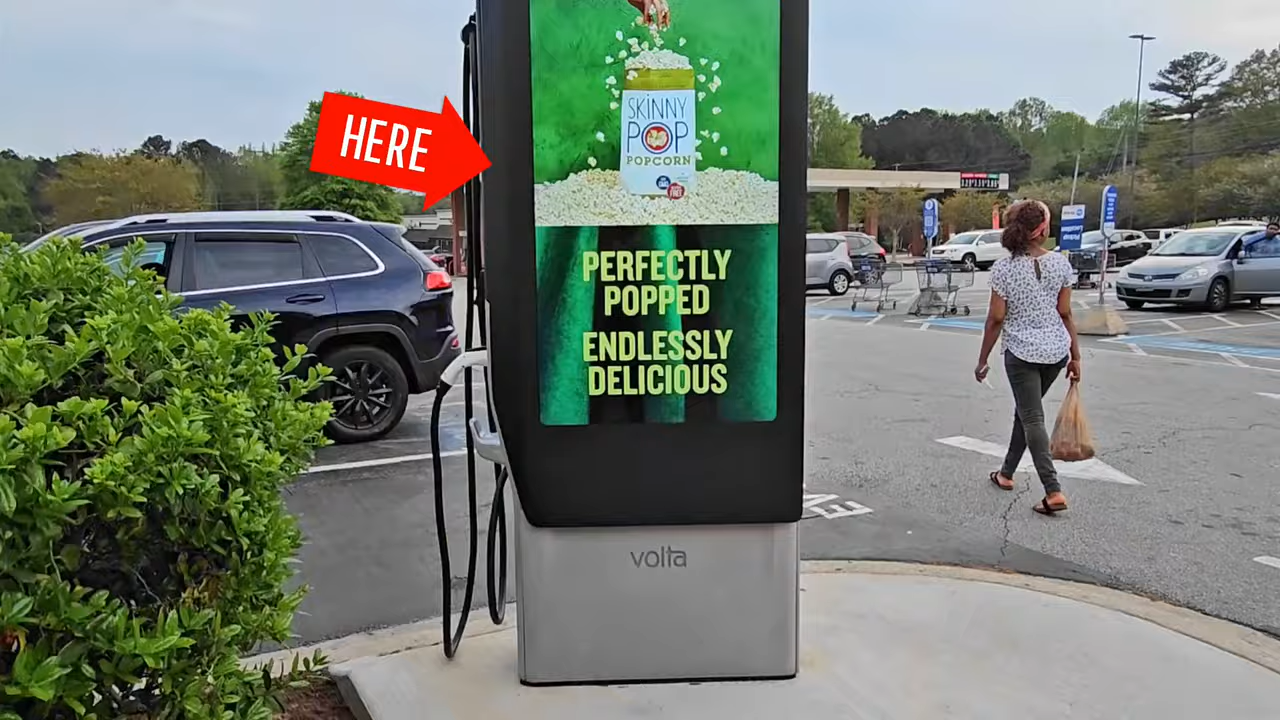 HERE
SKINNY
POP
POPCORN
PERFECTLY
POPPED
ENDLESSLY
DELICIOUS
volta